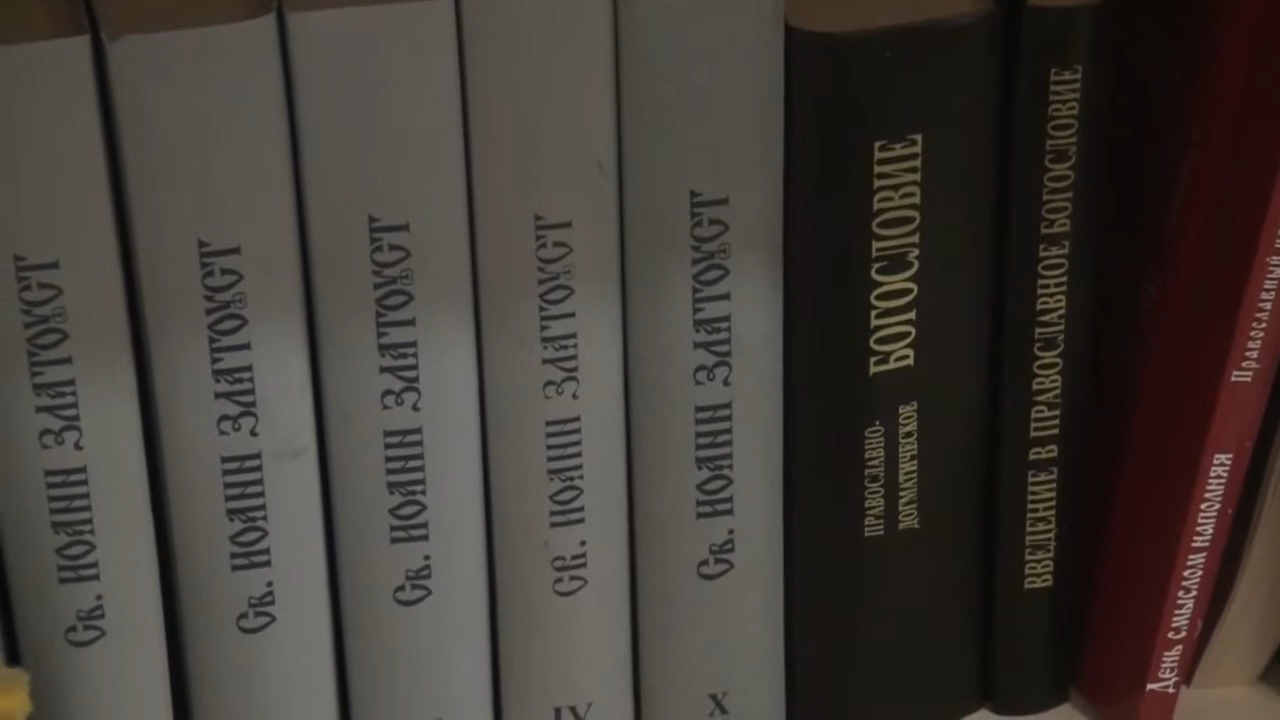 Св. Иоанн Златоуст
Св. Иоанн Златоуст
Св. Иоанн Златоуст
Св. Иоанн Златоуст
IV
Св. Иоанн Златоуст
X
ПРАВОСЛАВНО-
ДОГМАТИЧЕСКОЕ
БОГОСЛОВИЕ
ВВЕДЕНИЕ В ПРАВОСЛАВНОЕ БОГОСЛОВИЕ
День смыслом наполняя
Православный